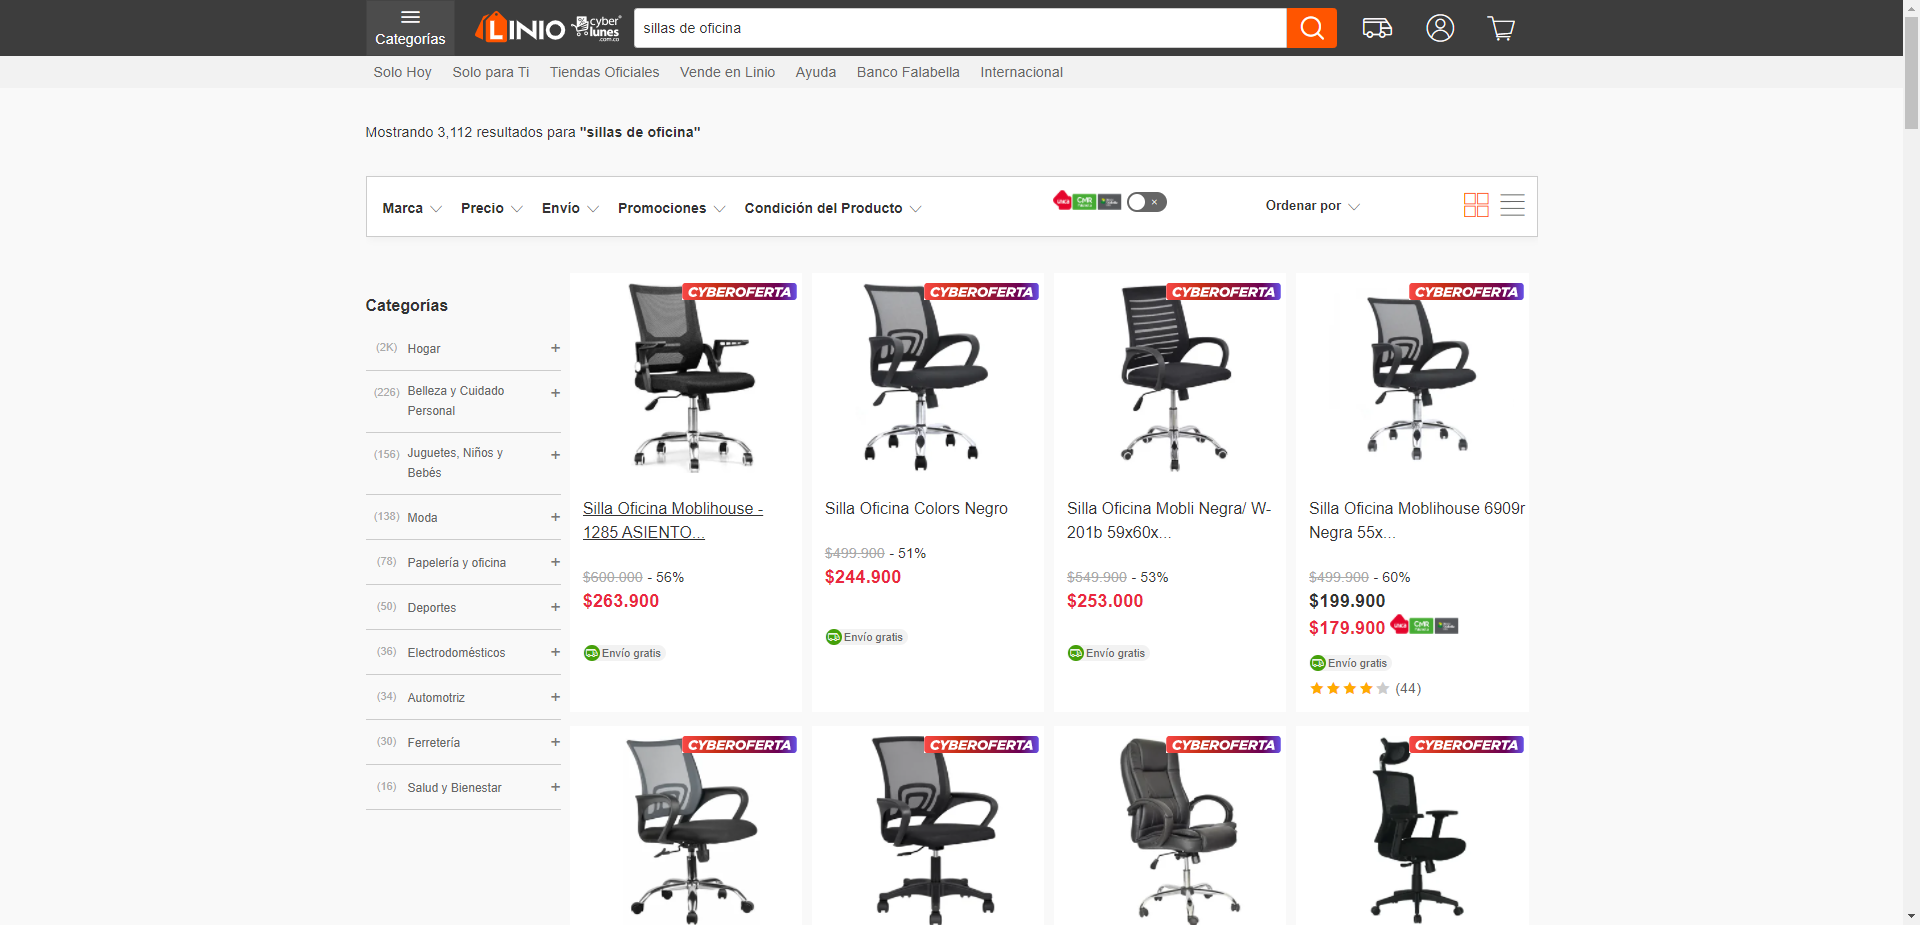 Categorías
LINIO
cyber
lunes
.com.co
sillas de oficina
Solo Hoy Solo para Ti Tiendas Oficiales Vende en Linio Ayuda Banco Falabella Internacional
Mostrando 3,112 resultados para "sillas de oficina"
Marca Precio Envío Promociones Condición del Producto
CMR
Ordenar por
Categorías
(2K) Hogar +
(226) Belleza y Cuidado
Personal +
(156) Juguetes, Niños y
Bebés +
(138) Moda +
(78) Papelería y oficina +
(50) Deportes +
(36) Electrodomésticos +
(34) Automotriz +
(30) Ferretería +
(16) Salud y Bienestar +
CYBEROFERTA
Silla Oficina Moblihouse -
1285 ASIENTO...
$600.000 - 56%
$263.900
Envío gratis
CYBEROFERTA
Silla Oficina Colors Negro
$499.900 - 51%
$244.900
Envío gratis
CYBEROFERTA
Silla Oficina Mobli Negra/ W-
201b 59x60x...
$549.900 - 53%
$253.000
Envío gratis
CYBEROFERTA
Silla Oficina Moblihouse 6909r
Negra 55x...
$499.900 - 60%
$199.900
$179.900 CMR
Envío gratis
(44)
CYBEROFERTA
CYBEROFERTA
CYBEROFERTA
CYBEROFERTA